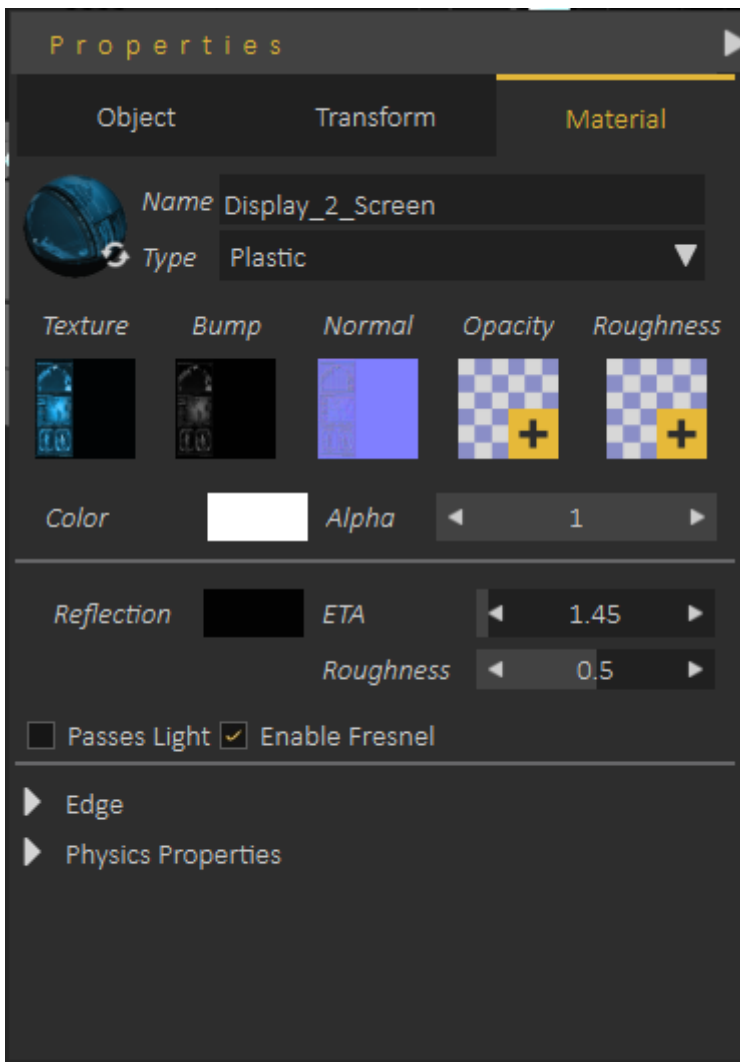 Properties
Object Transform Material
Name Display_2_Screen
Type Plastic
Texture Bump Normal Opacity Roughness
Color Alpha 1
Reflection ETA 1.45
Roughness 0.5
Passes Light Enable Fresnel
Edge
Physics Properties